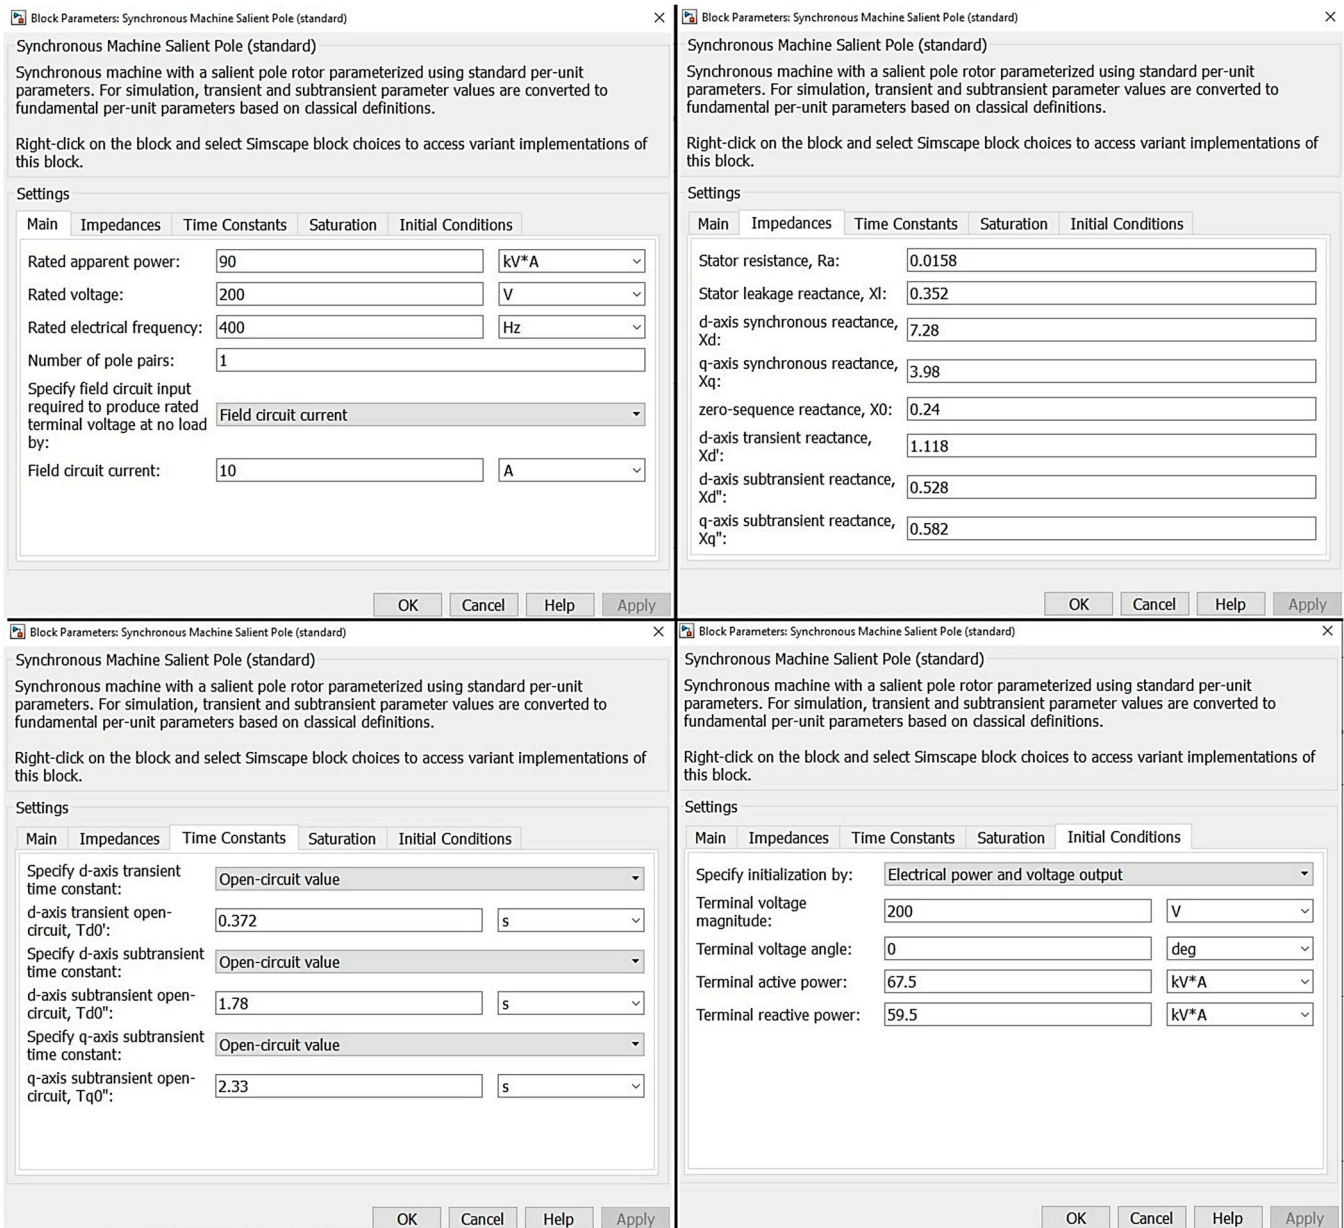 Block Parameters: Synchronous Machine Salient Pole (standard)
Synchronous Machine Salient Pole (standard)
Synchronous machine with a salient pole rotor parameterized using standard per-unit
parameters. For simulation, transient and subtransient parameter values are converted to
fundamental per-unit parameters based on classical definitions.
Right-click on the block and select Simscape block choices to access variant implementations of
this block.
Settings
Main Impedances Time Constants Saturation Initial Conditions
Rated apparent power: 90 kV*A
Rated voltage: 200 V
Rated electrical frequency: 400 Hz
Number of pole pairs: 1
Specify field circuit input
required to produce rated
terminal voltage at no load
by:
Field circuit current
Field circuit current: 10 A
OK Cancel Help Apply
Block Parameters: Synchronous Machine Salient Pole (standard)
Synchronous Machine Salient Pole (standard)
Synchronous machine with a salient pole rotor parameterized using standard per-unit
parameters. For simulation, transient and subtransient parameter values are converted to
fundamental per-unit parameters based on classical definitions.
Right-click on the block and select Simscape block choices to access variant implementations of
this block.
Settings
Main Impedances Time Constants Saturation Initial Conditions
Stator resistance, Ra: 0.0158
Stator leakage reactance, Xl: 0.352
d-axis synchronous reactance,
Xd:
7.28
q-axis synchronous reactance,
Xq:
3.98
zero-sequence reactance, X0: 0.24
d-axis transient reactance,
Xd':
1.118
d-axis subtransient reactance,
Xd":
0.528
q-axis subtransient reactance,
Xq":
0.582
OK Cancel Help Apply
Block Parameters: Synchronous Machine Salient Pole (standard)
Synchronous Machine Salient Pole (standard)
Synchronous machine with a salient pole rotor parameterized using standard per-unit
parameters. For simulation, transient and subtransient parameter values are converted to
fundamental per-unit parameters based on classical definitions.
Right-click on the block and select Simscape block choices to access variant implementations of
this block.
Settings
Main Impedances Time Constants Saturation Initial Conditions
Specify d-axis transient
time constant:
Open-circuit value
d-axis transient open-
circuit, Td0':
0.372 s
Specify d-axis subtransient
time constant:
Open-circuit value
d-axis subtransient open-
circuit, Td0":
1.78 s
Specify q-axis subtransient
time constant:
Open-circuit value
q-axis subtransient open-
circuit, Tq0":
2.33 s
OK Cancel Help Apply
Block Parameters: Synchronous Machine Salient Pole (standard)
Synchronous Machine Salient Pole (standard)
Synchronous machine with a salient pole rotor parameterized using standard per-unit
parameters. For simulation, transient and subtransient parameter values are converted to
fundamental per-unit parameters based on classical definitions.
Right-click on the block and select Simscape block choices to access variant implementations of
this block.
Settings
Main Impedances Time Constants Saturation Initial Conditions
Specify initialization by: Electrical power and voltage output
Terminal voltage
magnitude:
200 V
Terminal voltage angle: 0 deg
Terminal active power: 67.5 kV*A
Terminal reactive power: 59.5 kV*A
OK Cancel Help Apply